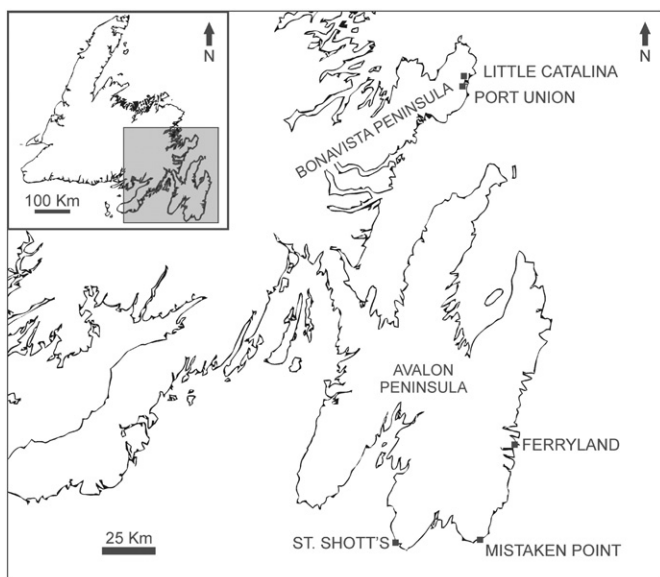 N
100 Km
N
LITTLE CATALINA
PORT UNION
BONAVISTA PENINSULA
AVALON
PENINSULA
FERRYLAND
25 Km
ST. SHOTT'S
MISTAKEN POINT